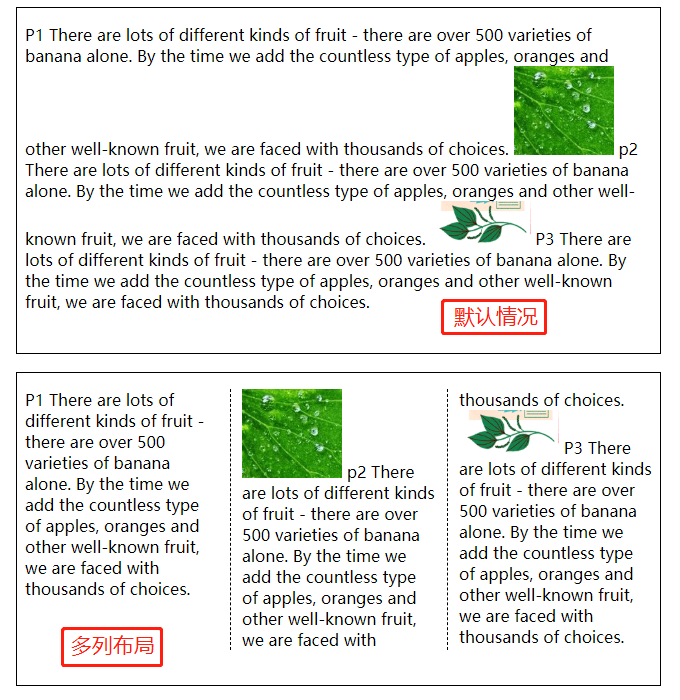 P1 There are lots of different kinds of fruit - there are over 500 varieties of
banana alone. By the time we add the countless type of apples, oranges and
other well-known fruit, we are faced with thousands of choices. p2
There are lots of different kinds of fruit - there are over 500 varieties of banana
alone. By the time we add the countless type of apples, oranges and other well-
known fruit, we are faced with thousands of choices. P3 There are
lots of different kinds of fruit - there are over 500 varieties of banana alone. By
the time we add the countless type of apples, oranges and other well-known
fruit, we are faced with thousands of choices.
默认情况
P1 There are lots of
different kinds of fruit -
there are over 500
varieties of banana
alone. By the time we
add the countless type
of apples, oranges and
other well-known fruit,
we are faced with
thousands of choices.
多列布局
p2 There
are lots of different kinds
of fruit - there are over
500 varieties of banana
alone. By the time we
add the countless type
of apples, oranges and
other well-known fruit,
we are faced with
thousands of choices.
P3 There
are lots of different kinds
of fruit - there are over
500 varieties of banana
alone. By the time we
add the countless type
of apples, oranges and
other well-known fruit,
we are faced with
thousands of choices.